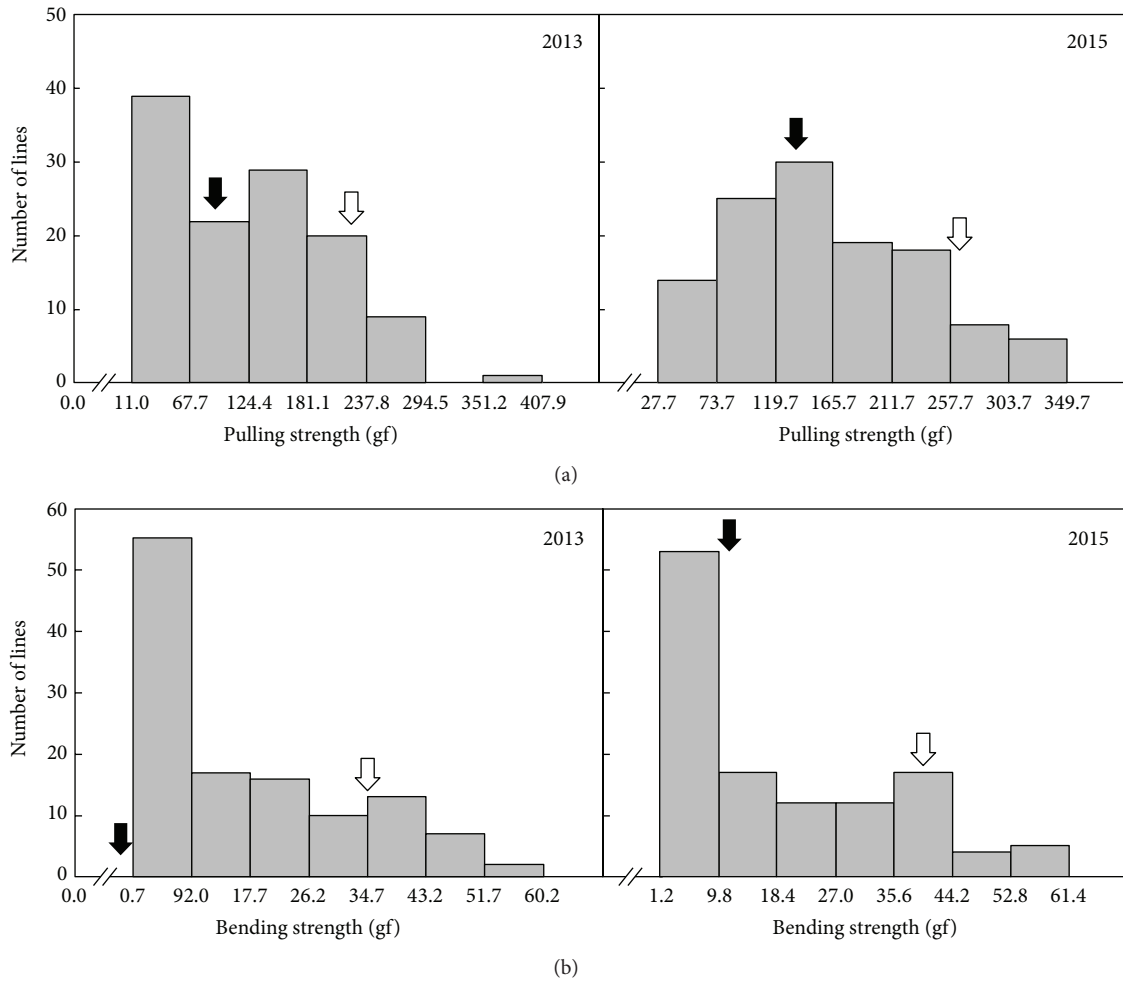 50
40
30
20
10
0
Number of lines
2013
2015
0.0 11.0 67.7 124.4 181.1 237.8 294.5 351.2 407.9
27.7 73.7 119.7 165.7 211.7 257.7 303.7 349.7
Pulling strength (gf)
Pulling strength (gf)
(a)
60
50
40
30
20
10
0
Number of lines
2013
2015
0.0 0.7 92.0 17.7 26.2 34.7 43.2 51.7 60.2
1.2 9.8 18.4 27.0 35.6 44.2 52.8 61.4
Bending strength (gf)
Bending strength (gf)
(b)